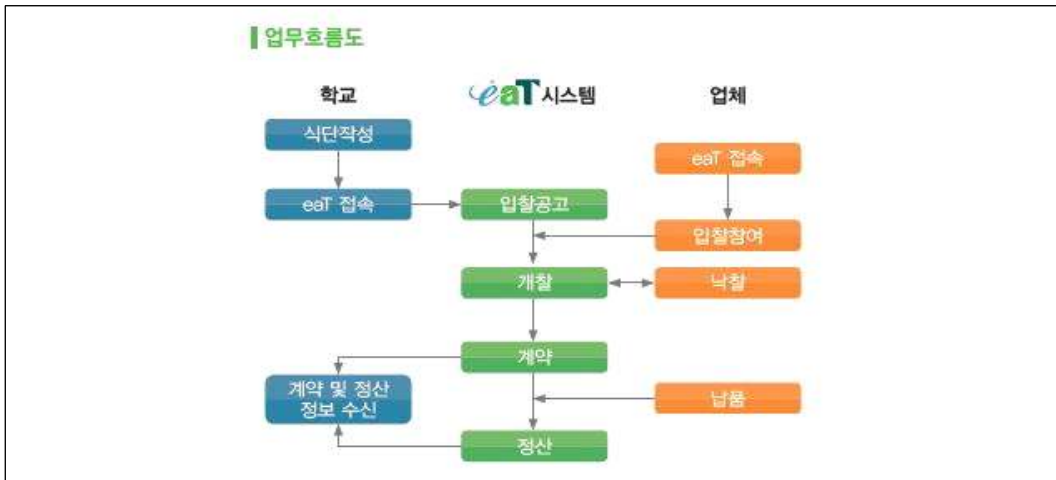 업무흐름도
학교
eaT 시스템
업체
식단작성
eaT 접속
eaT 접속
입찰공고
입찰참여
개찰
낙찰
계약
계약 및 정산
정보 수신
납품
정산